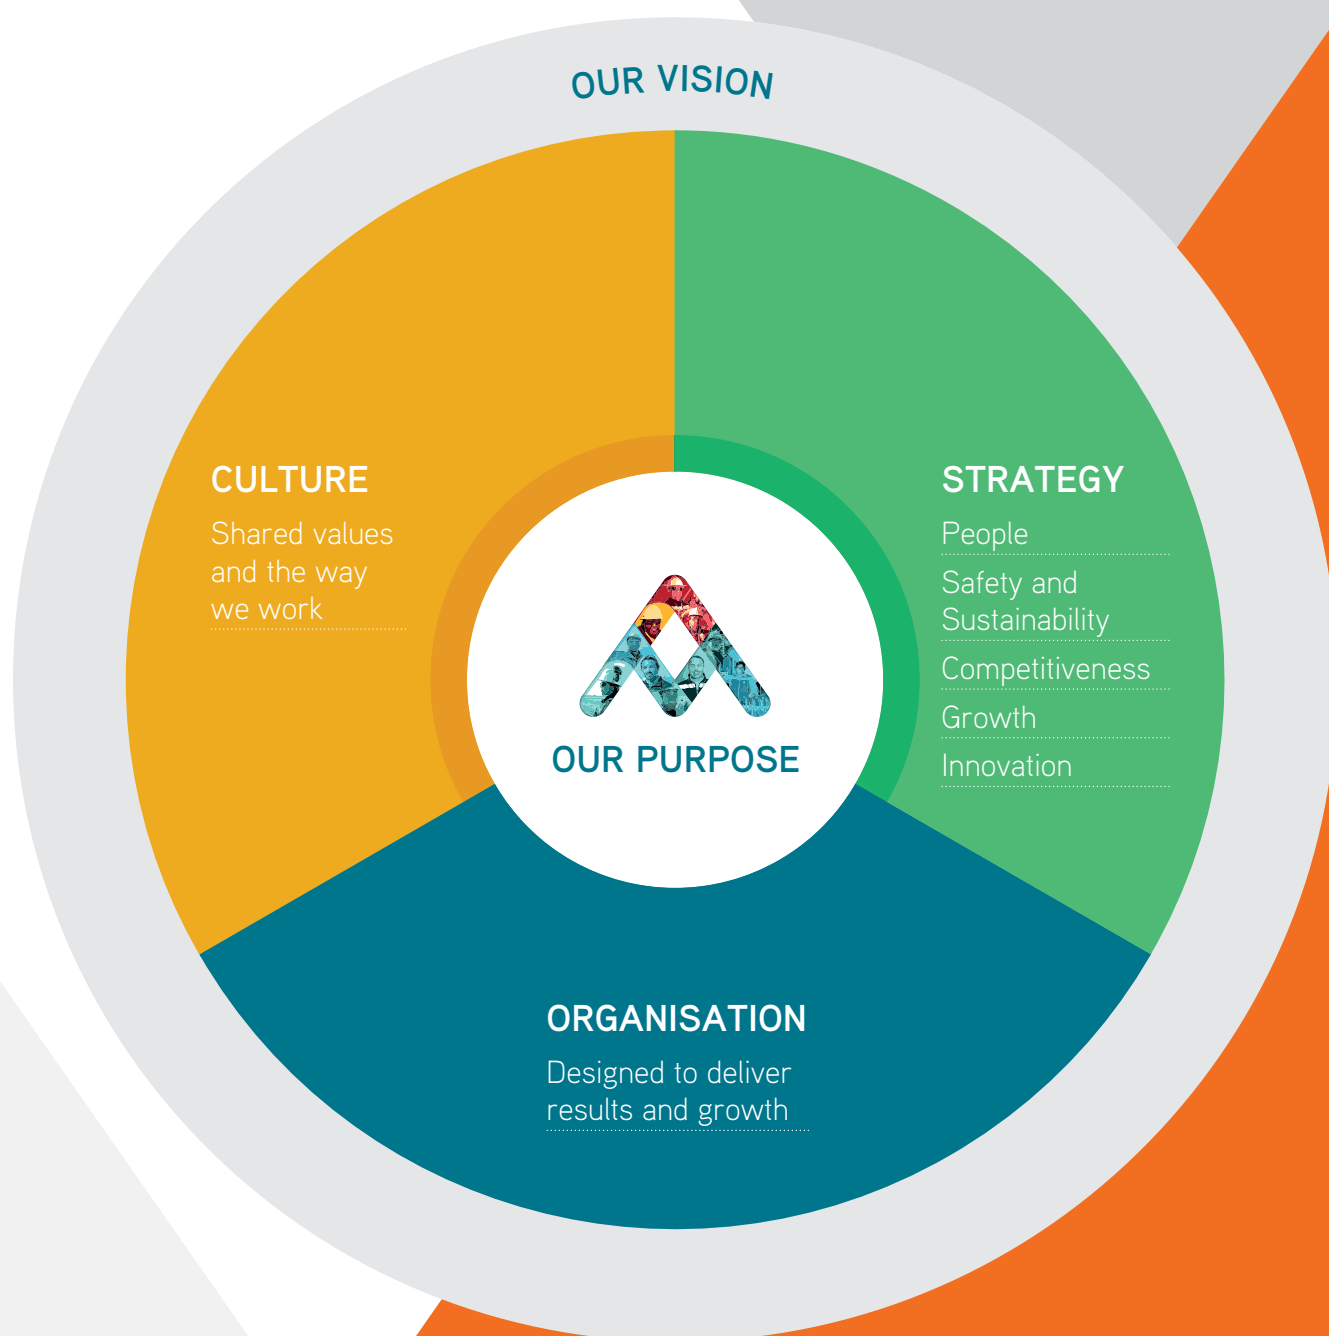 OUR VISION
CULTURE
Shared values
and the way
we work
STRATEGY
People
Safety and
Sustainability
Competitiveness
Growth
Innovation
OUR PURPOSE
ORGANISATION
Designed to deliver
results and growth